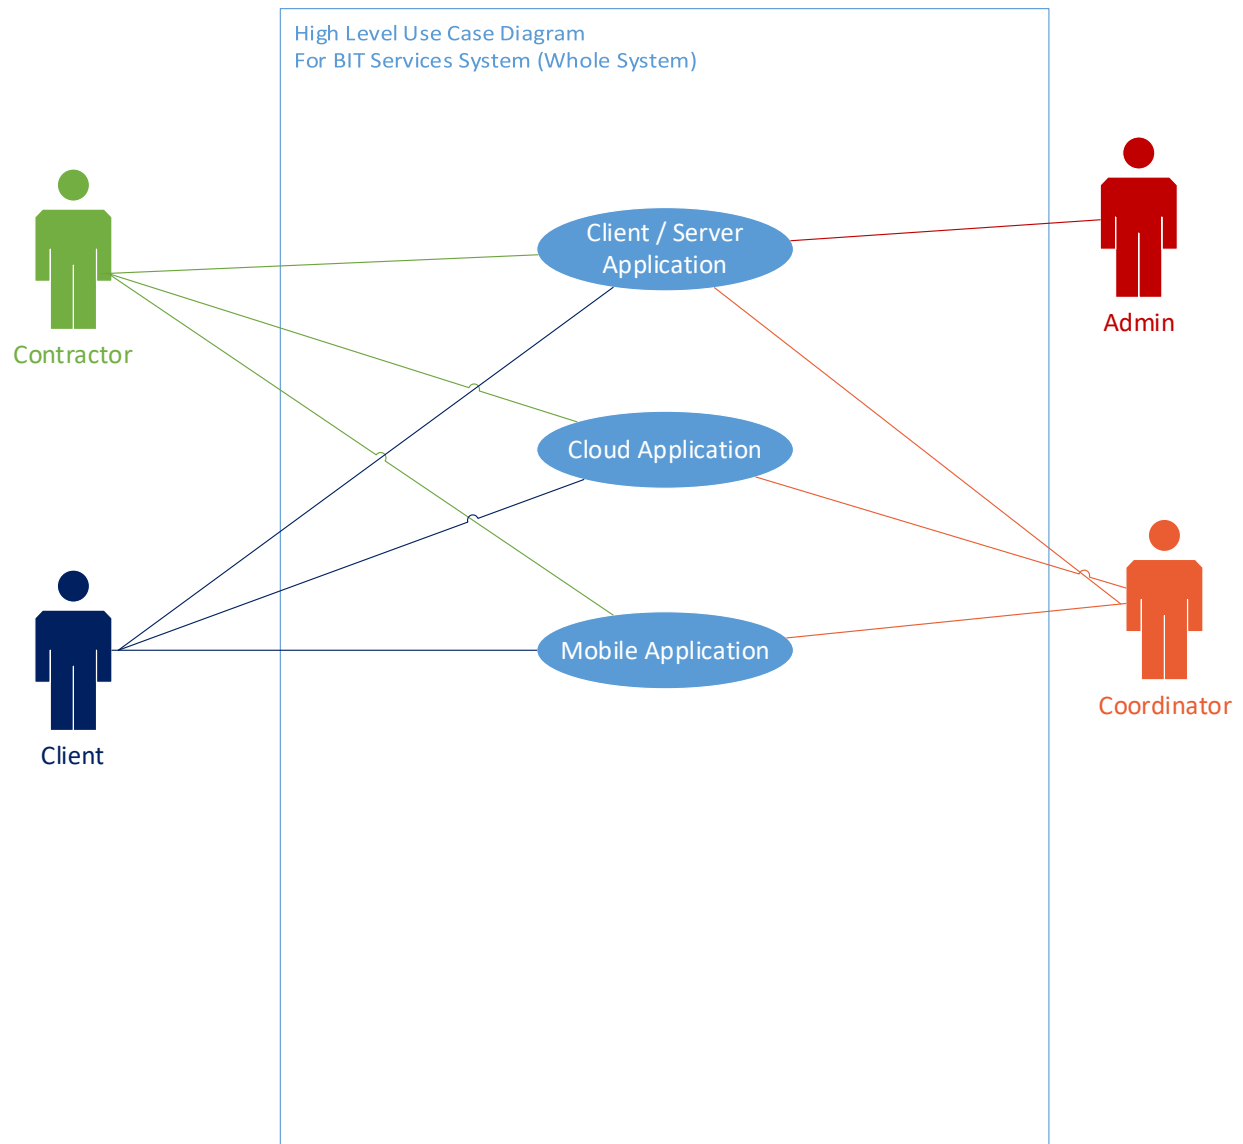 High Level Use Case Diagram
For BIT Services System (Whole System)
Client / Server
Application
Admin
Contractor
Cloud Application
Mobile Application
Coordinator
Client